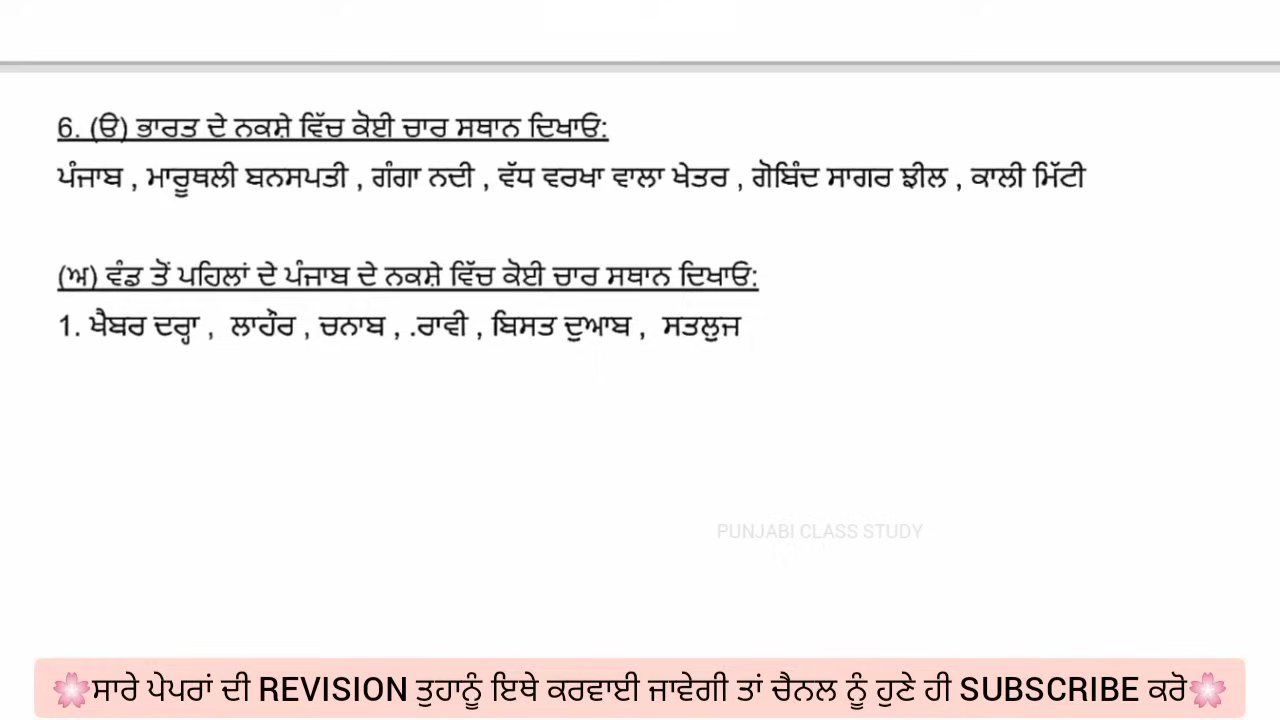 6. (ੳ) ਭਾਰਤ ਦੇ ਨਕਸ਼ੇ ਵਿੱਚ ਕੋਈ ਚਾਰ ਸਥਾਨ ਦਿਖਾਓ:
ਪੰਜਾਬ , ਮਾਰੂਥਲੀ ਬਨਸਪਤੀ , ਗੰਗਾ ਨਦੀ , ਵੱਧ ਵਰਖਾ ਵਾਲਾ ਖੇਤਰ , ਗੋਬਿੰਦ ਸਾਗਰ ਝੀਲ , ਕਾਲੀ ਮਿੱਟੀ
(ਅ) ਵੰਡ ਤੋਂ ਪਹਿਲਾਂ ਦੇ ਪੰਜਾਬ ਦੇ ਨਕਸ਼ੇ ਵਿੱਚ ਕੋਈ ਚਾਰ ਸਥਾਨ ਦਿਖਾਓ:
1. ਖੈਬਰ ਦਰ੍ਹਾ , ਲਾਹੌਰ , ਚਨਾਬ , .ਰਾਵੀ , ਬਿਸਤ ਦੁਆਬ , ਸਤਲੁਜ
PUNJABI CLASS STUDY
🌸ਸਾਰੇ ਪੇਪਰਾਂ ਦੀ REVISION ਤੁਹਾਨੂੰ ਇਥੇ ਕਰਵਾਈ ਜਾਵੇਗੀ ਤਾਂ ਚੈਨਲ ਨੂੰ ਹੁਣੇ ਹੀ SUBSCRIBE ਕਰੋ🌸